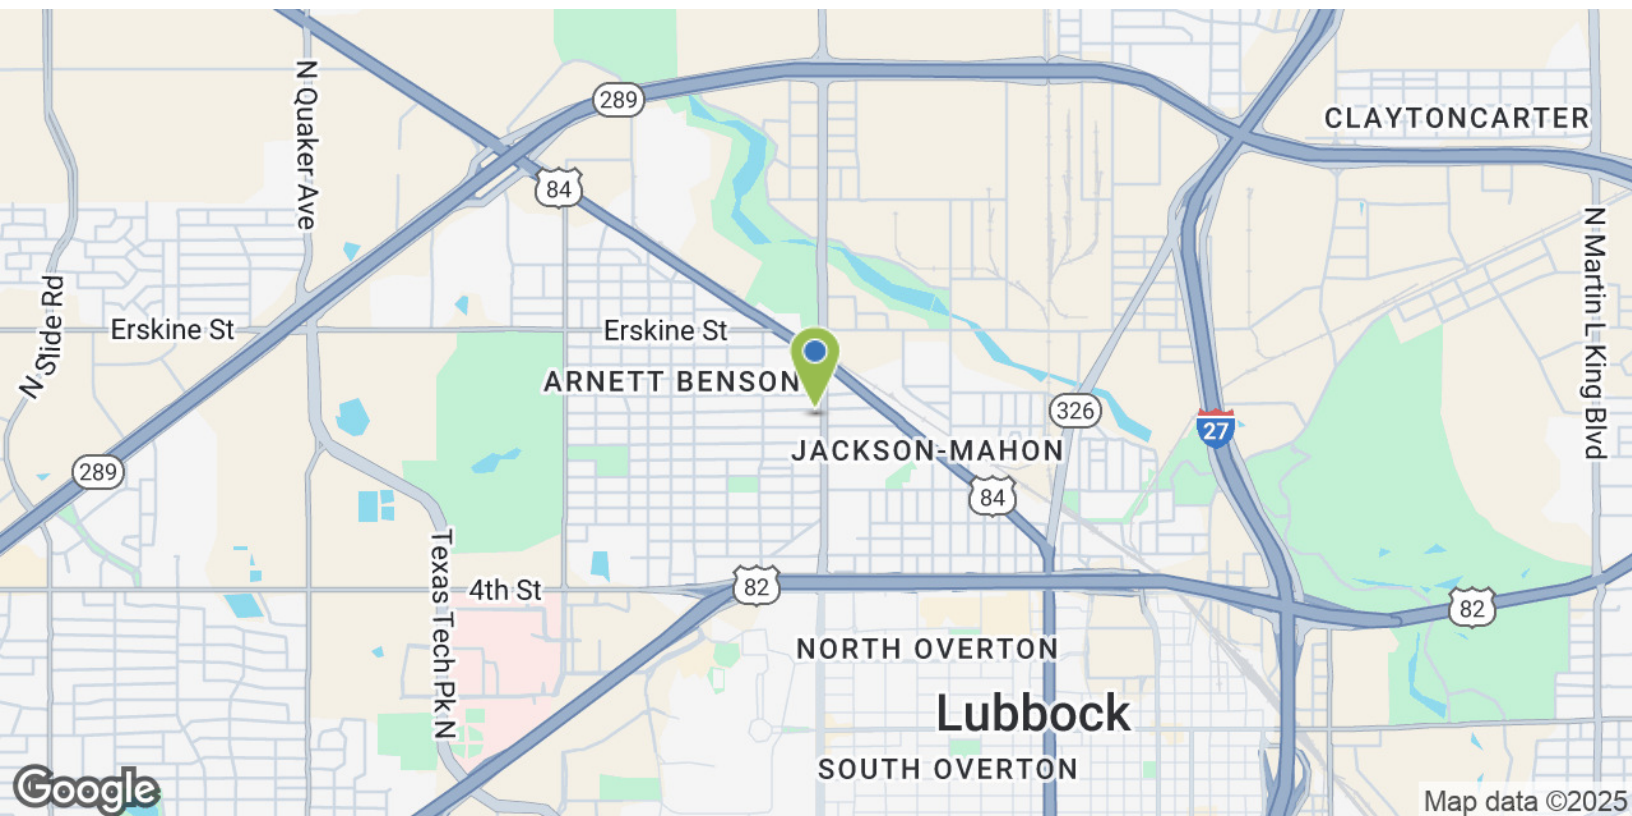 289
N Quaker Ave
CLAYTONCARTER
84
N Slide Rd
N Martin L King Blvd
Erskine St
Erskine St
ARNETT BENSON
326
27
JACKSON-MAHON
289
84
Texas Tech Pk N
4th St
82
82
NORTH OVERTON
Lubbock
SOUTH OVERTON
Google
Map data ©2025